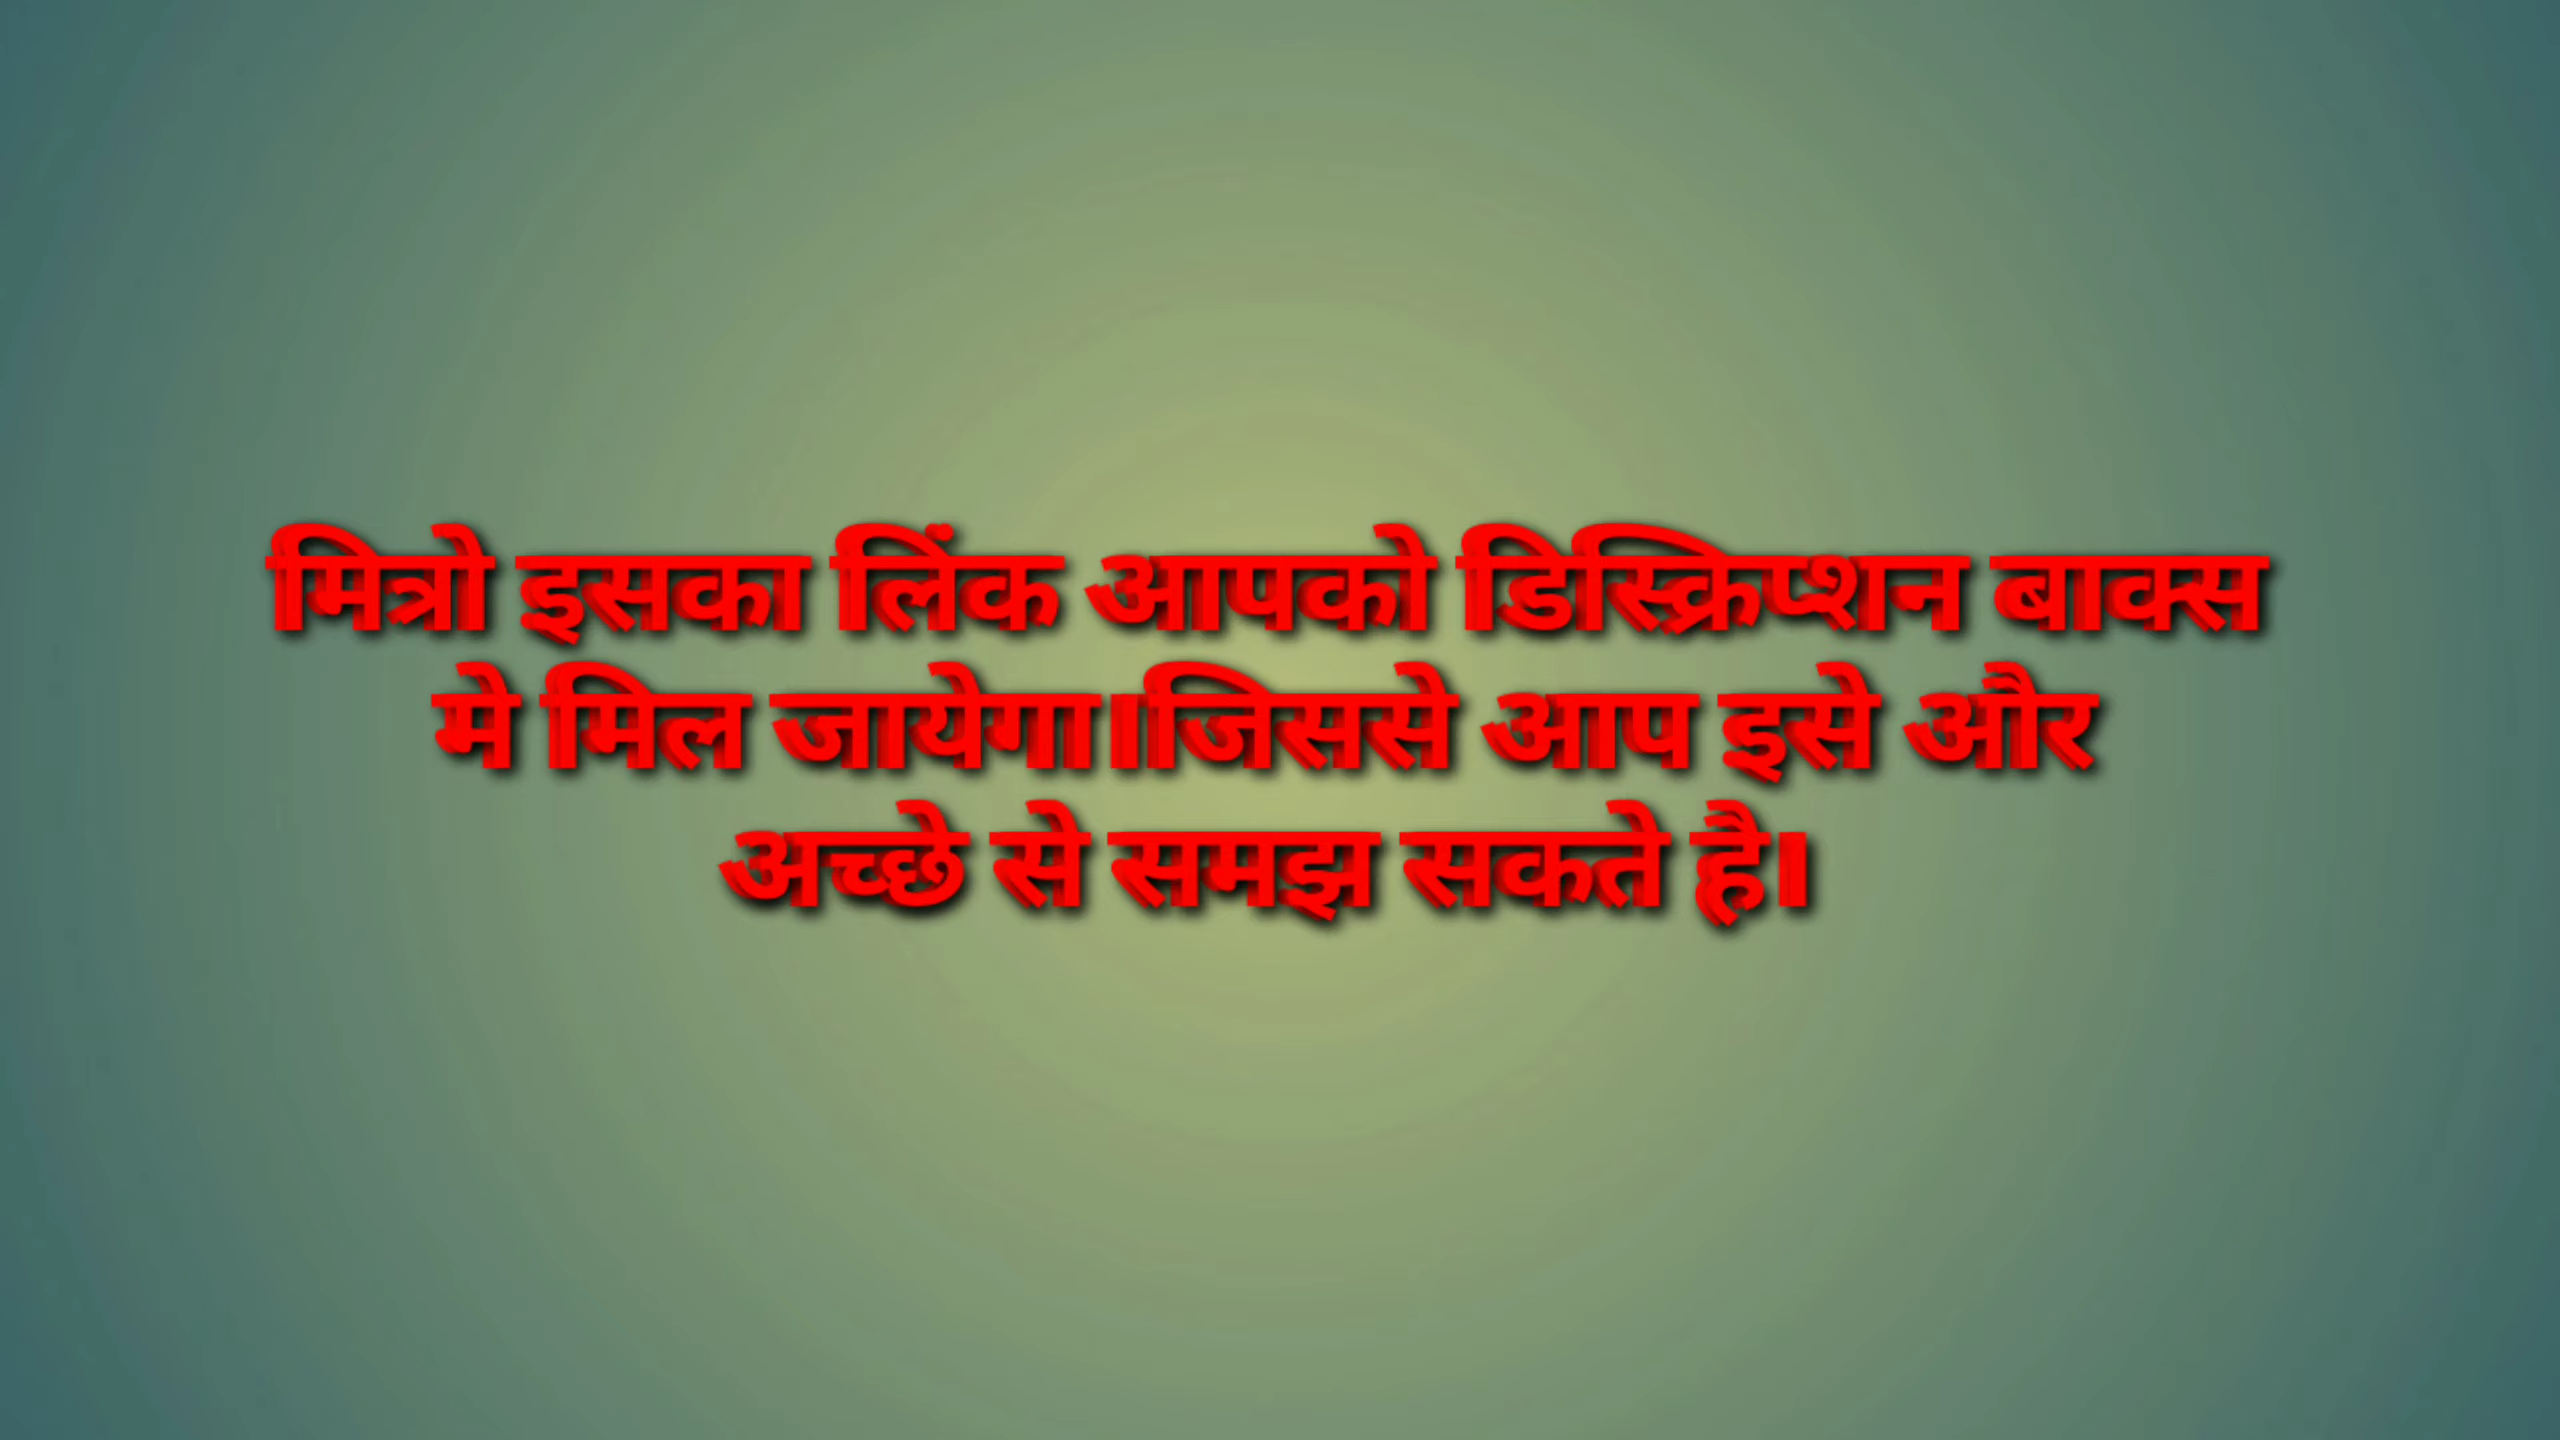 मित्रो इसका लिंक आपको डिस्क्रिप्शन बाक्स
मे मिल जायेगा।जिससे आप इसे और
अच्छे से समझ सकते है।